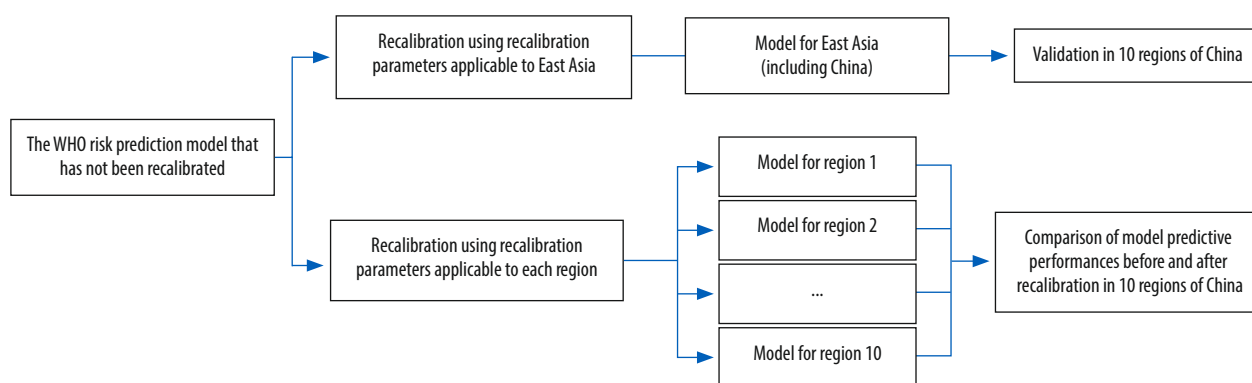 The WHO risk prediction model that
has not been recalibrated
Recalibration using recalibration
parameters applicable to East Asia
Model for East Asia
(including China)
Validation in 10 regions of China
Recalibration using recalibration
parameters applicable to each region
Model for region 1
Model for region 2
...
Model for region 10
Comparison of model predictive
performances before and after
recalibration in 10 regions of China